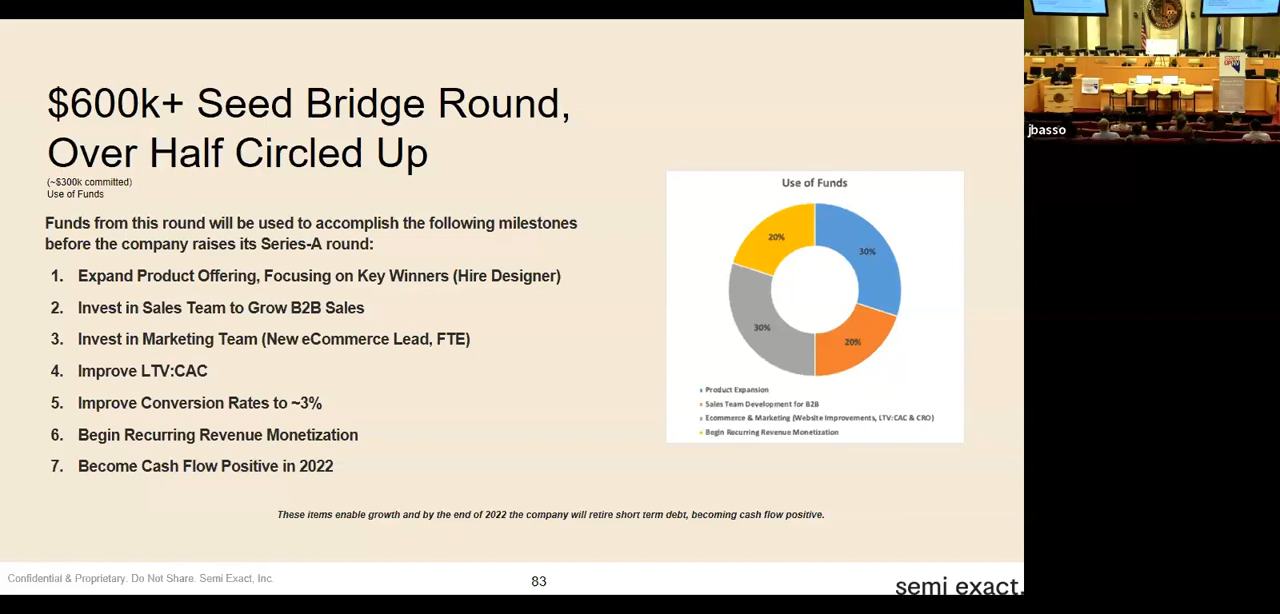 $600k+ Seed Bridge Round,
Over Half Circled Up
(~$300k committed)
Use of Funds
Funds from this round will be used to accomplish the following milestones
before the company raises its Series-A round:
1. Expand Product Offering, Focusing on Key Winners (Hire Designer)
2. Invest in Sales Team to Grow B2B Sales
3. Invest in Marketing Team (New eCommerce Lead, FTE)
4. Improve LTV:CAC
5. Improve Conversion Rates to ~3%
6. Begin Recurring Revenue Monetization
7. Become Cash Flow Positive in 2022
Use of Funds
20%
30%
30%
20%
Product Expansion
Sales Team Development for B2B
Ecommerce & Marketing (Website Improvements, LTV:CAC & CRO)
Begin Recurring Revenue Monetization
These items enable growth and by the end of 2022 the company will retire short term debt, becoming cash flow positive.
Confidential & Proprietary. Do Not Share. Semi Exact, Inc.
83
semi exact.
jbasso